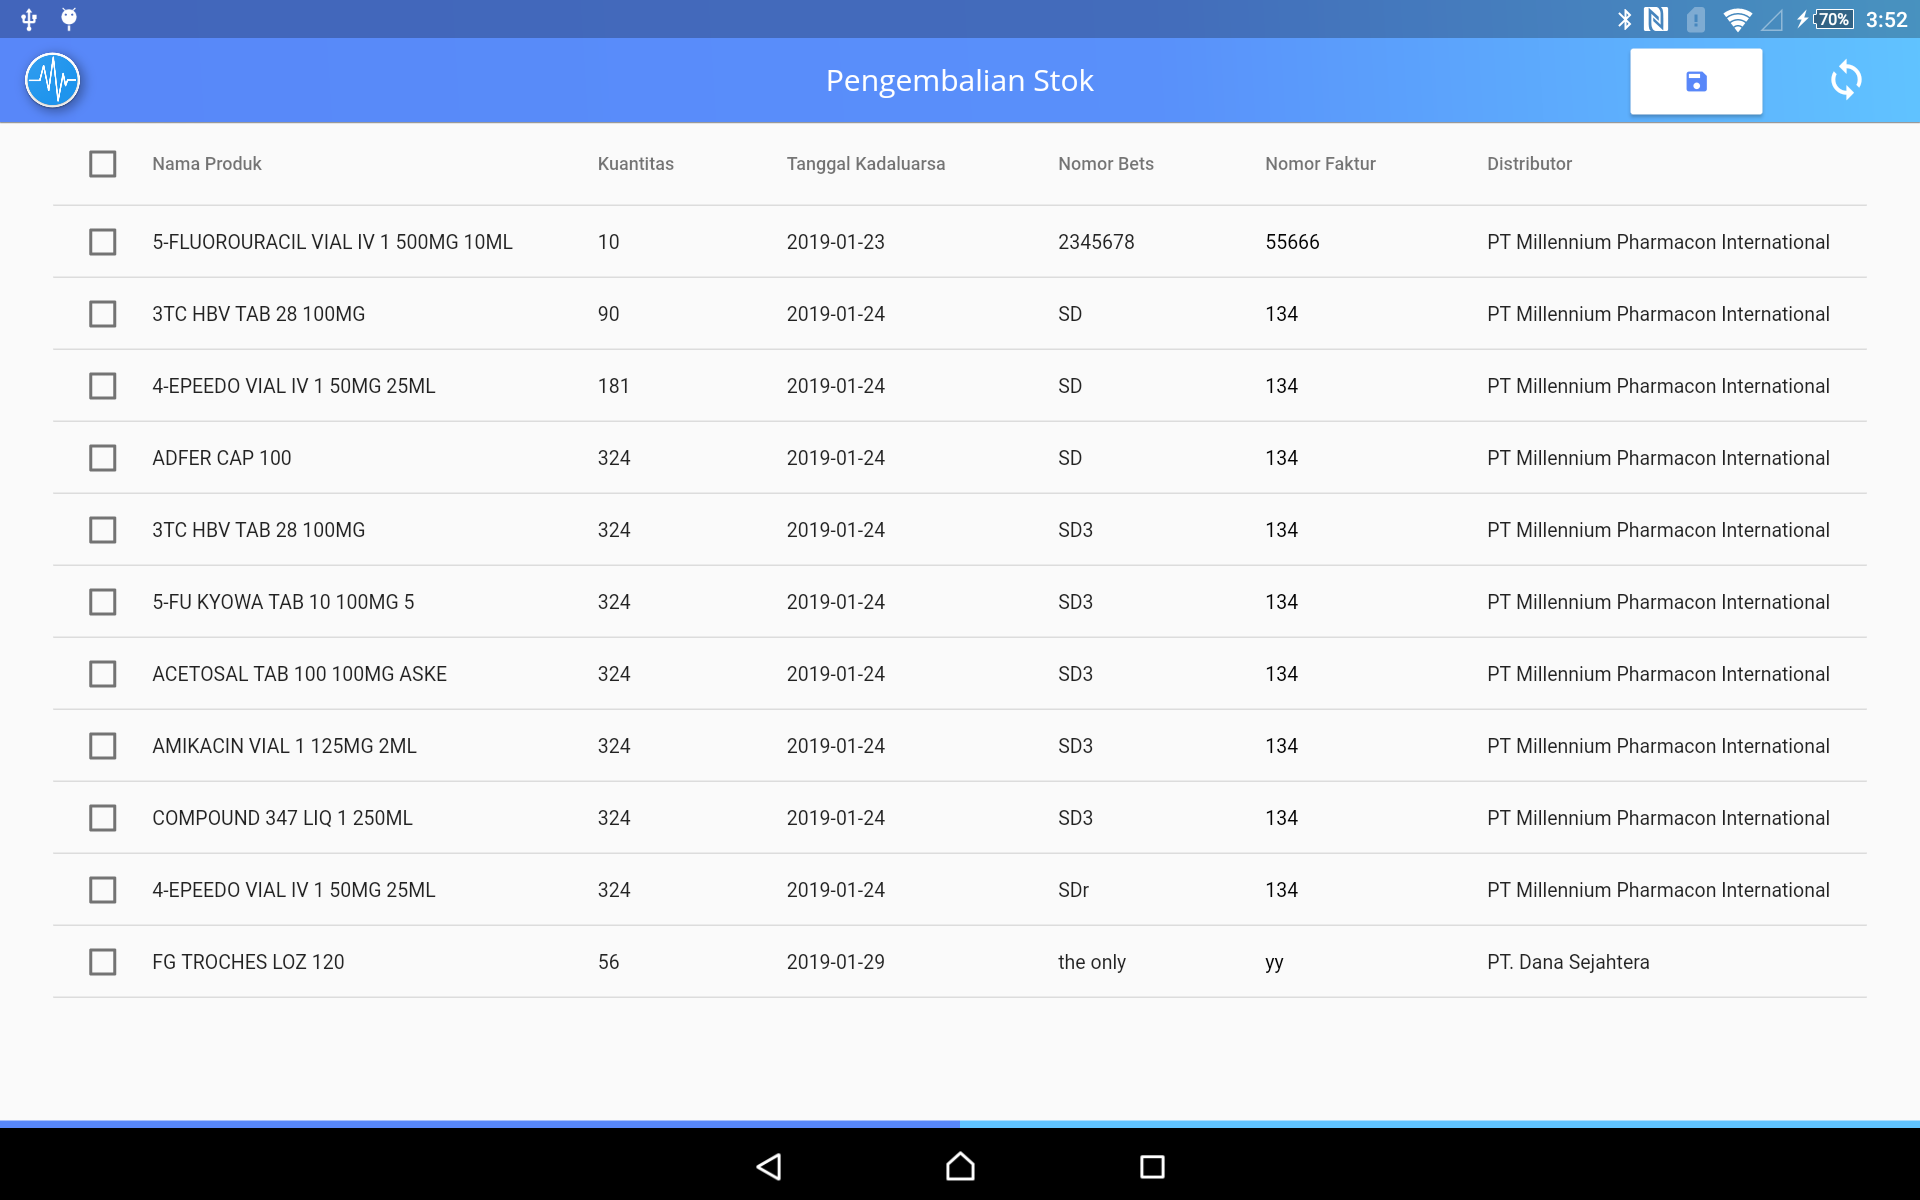 70% 3:52
Pengembalian Stok
Nama Produk Kuantitas Tanggal Kadaluarsa Nomor Bets Nomor Faktur Distributor
5-FLUOROURACIL VIAL IV 1 500MG 10ML 10 2019-01-23 2345678 55666 PT Millennium Pharmacon International
3TC HBV TAB 28 100MG 90 2019-01-24 SD 134 PT Millennium Pharmacon International
4-EPEEDO VIAL IV 1 50MG 25ML 181 2019-01-24 SD 134 PT Millennium Pharmacon International
ADFER CAP 100 324 2019-01-24 SD 134 PT Millennium Pharmacon International
3TC HBV TAB 28 100MG 324 2019-01-24 SD3 134 PT Millennium Pharmacon International
5-FU KYOWA TAB 10 100MG 5 324 2019-01-24 SD3 134 PT Millennium Pharmacon International
ACETOSAL TAB 100 100MG ASKE 324 2019-01-24 SD3 134 PT Millennium Pharmacon International
AMIKACIN VIAL 1 125MG 2ML 324 2019-01-24 SD3 134 PT Millennium Pharmacon International
COMPOUND 347 LIQ 1 250ML 324 2019-01-24 SD3 134 PT Millennium Pharmacon International
4-EPEEDO VIAL IV 1 50MG 25ML 324 2019-01-24 SDr 134 PT Millennium Pharmacon International
FG TROCHES LOZ 120 56 2019-01-29 the only yy PT. Dana Sejahtera